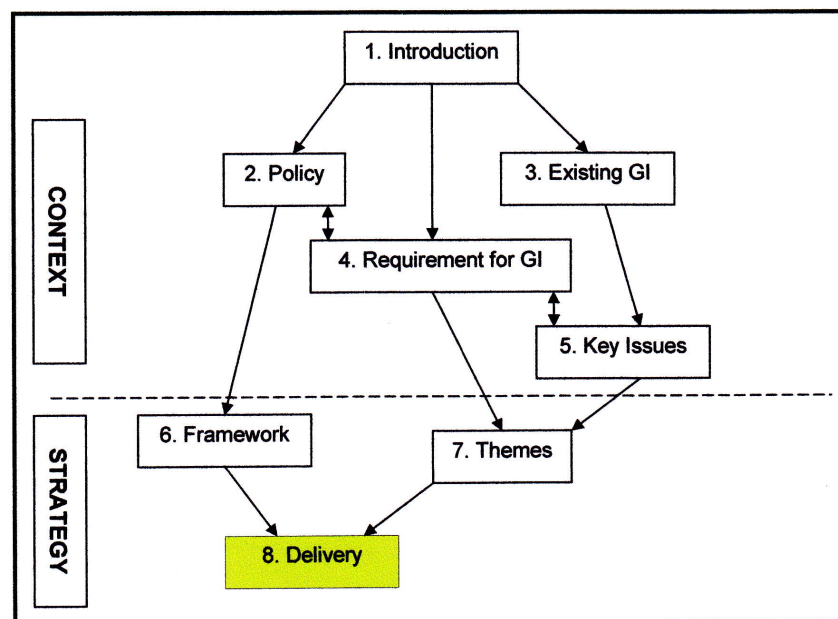 1. Introduction
2. Policy
3. Existing GI
CONTEXT
4. Requirement for GI
5. Key Issues
6. Framework
7. Themes
STRATEGY
8. Delivery